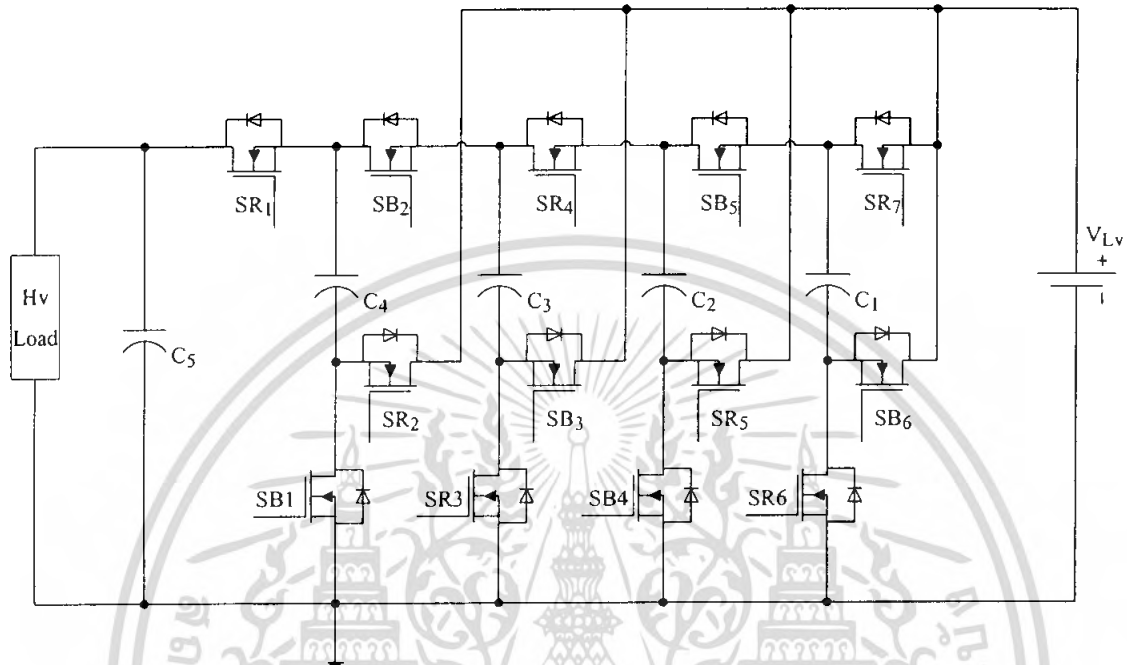 SR1
SB2
SR4
SB5
SR7
VLv
+
Hv
Load
C5
C4
C3
C2
C1
SR2
SB3
SR5
SB6
SB1
SR3
SB4
SR6